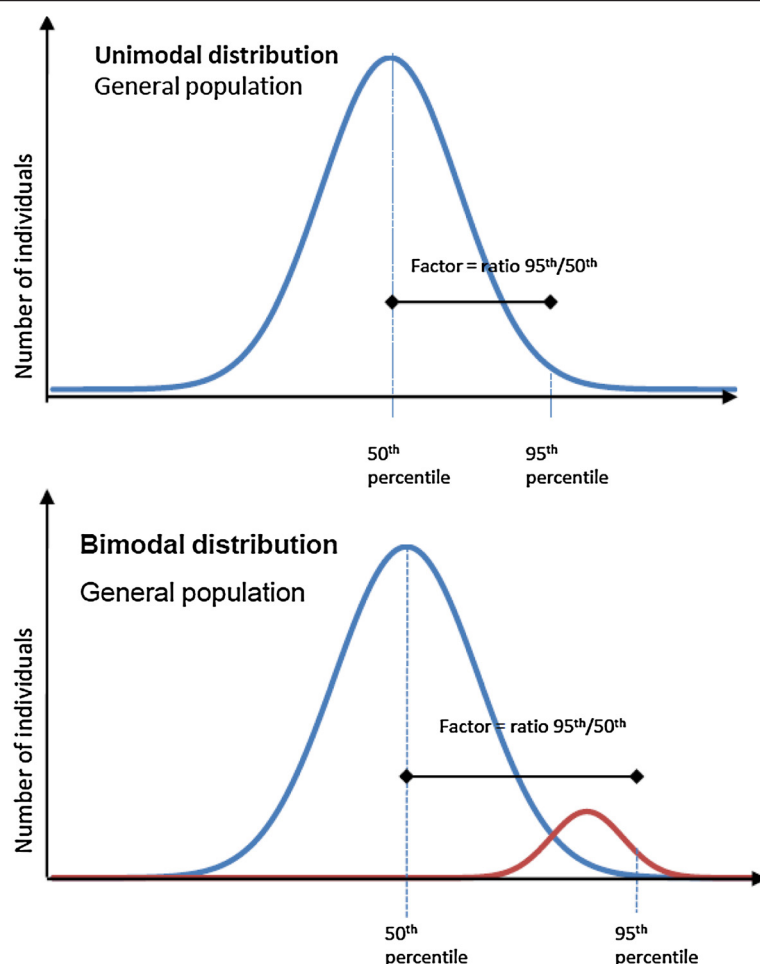 Unimodal distribution
General population
Number of individuals
Factor = ratio 95th/50th
50th
percentile
95th
percentile
Bimodal distribution
General population
Number of individuals
Factor = ratio 95th/50th
50th
percentile
95th
percentile